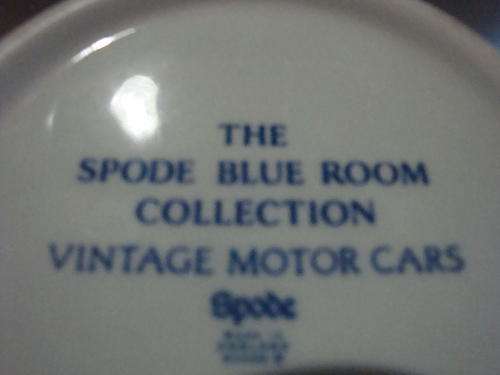 THE
SPODE BLUE ROOM
COLLECTION
VINTAGE MOTOR CARS
Spode